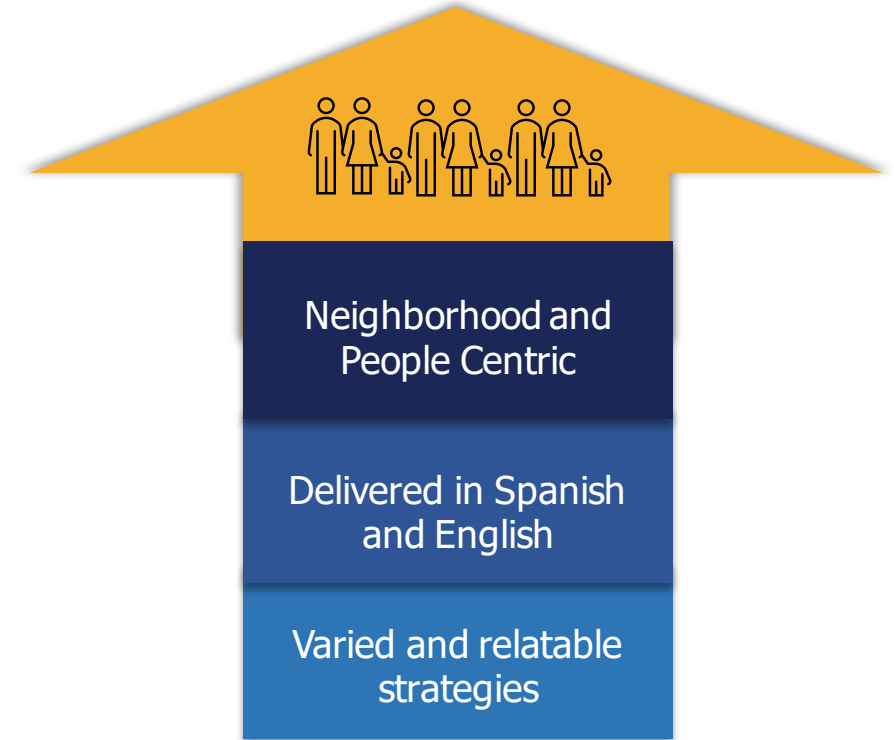 Neighborhood and
People Centric
Delivered in Spanish
and English
Varied and relatable
strategies